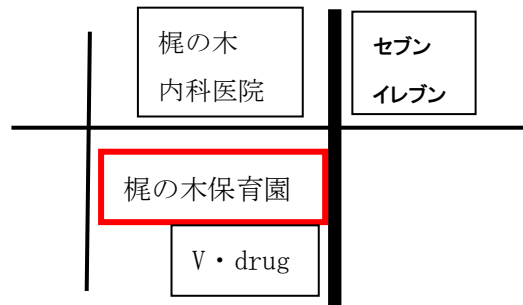 梶の木
内科医院
セブン
イレブン
梶の木保育園
V・drug